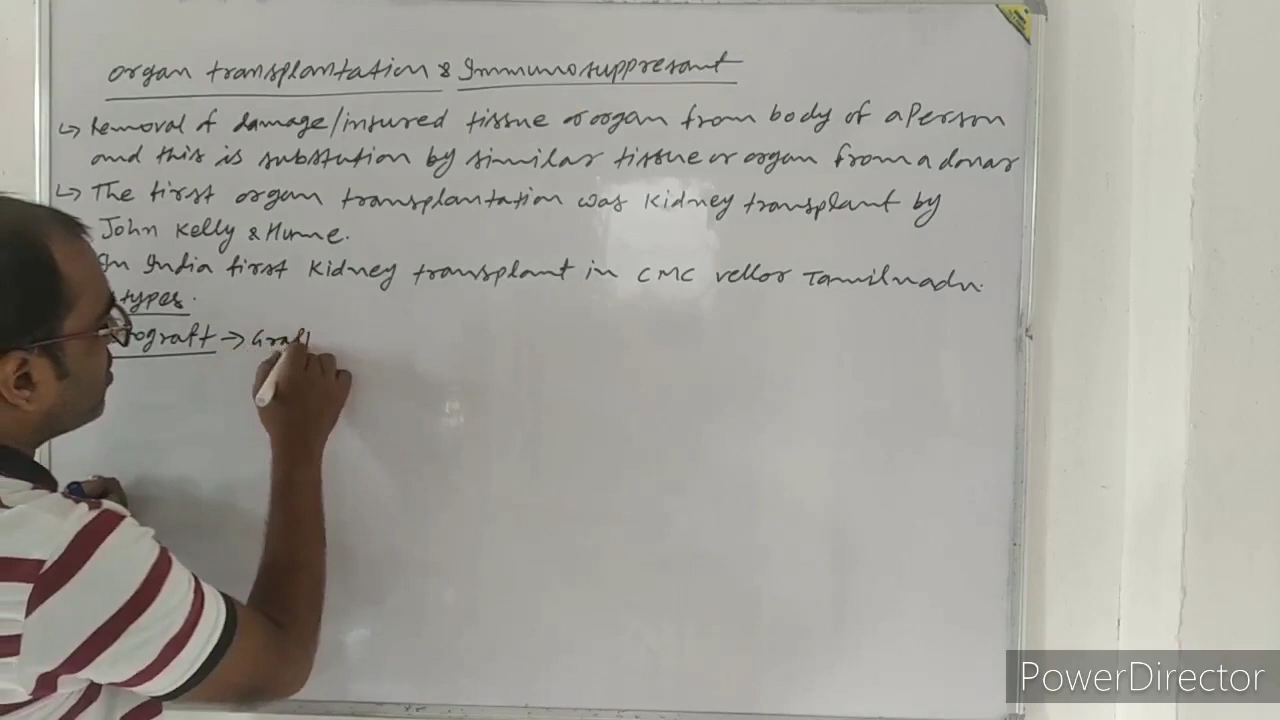 organ transplantation & Immunosuppresant
↳ Removal of damage/insured tissue or organ from body of a Person
and this is substution by similar tissue or organ from a donar
↳ The first organ transplantation was Kidney transplant by
John Kelly & Hume.
In India first Kidney transplant in CMC vellor Tamilnadu.
types.
ograft → Graf
PowerDirector